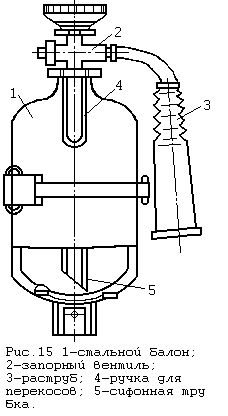 2
4
1
3
5
Рис.15 1-стальной балон;
2-запорный вентиль;
3-раструб; 4-ручка для
перекосов; 5-сифонная тру
бка.